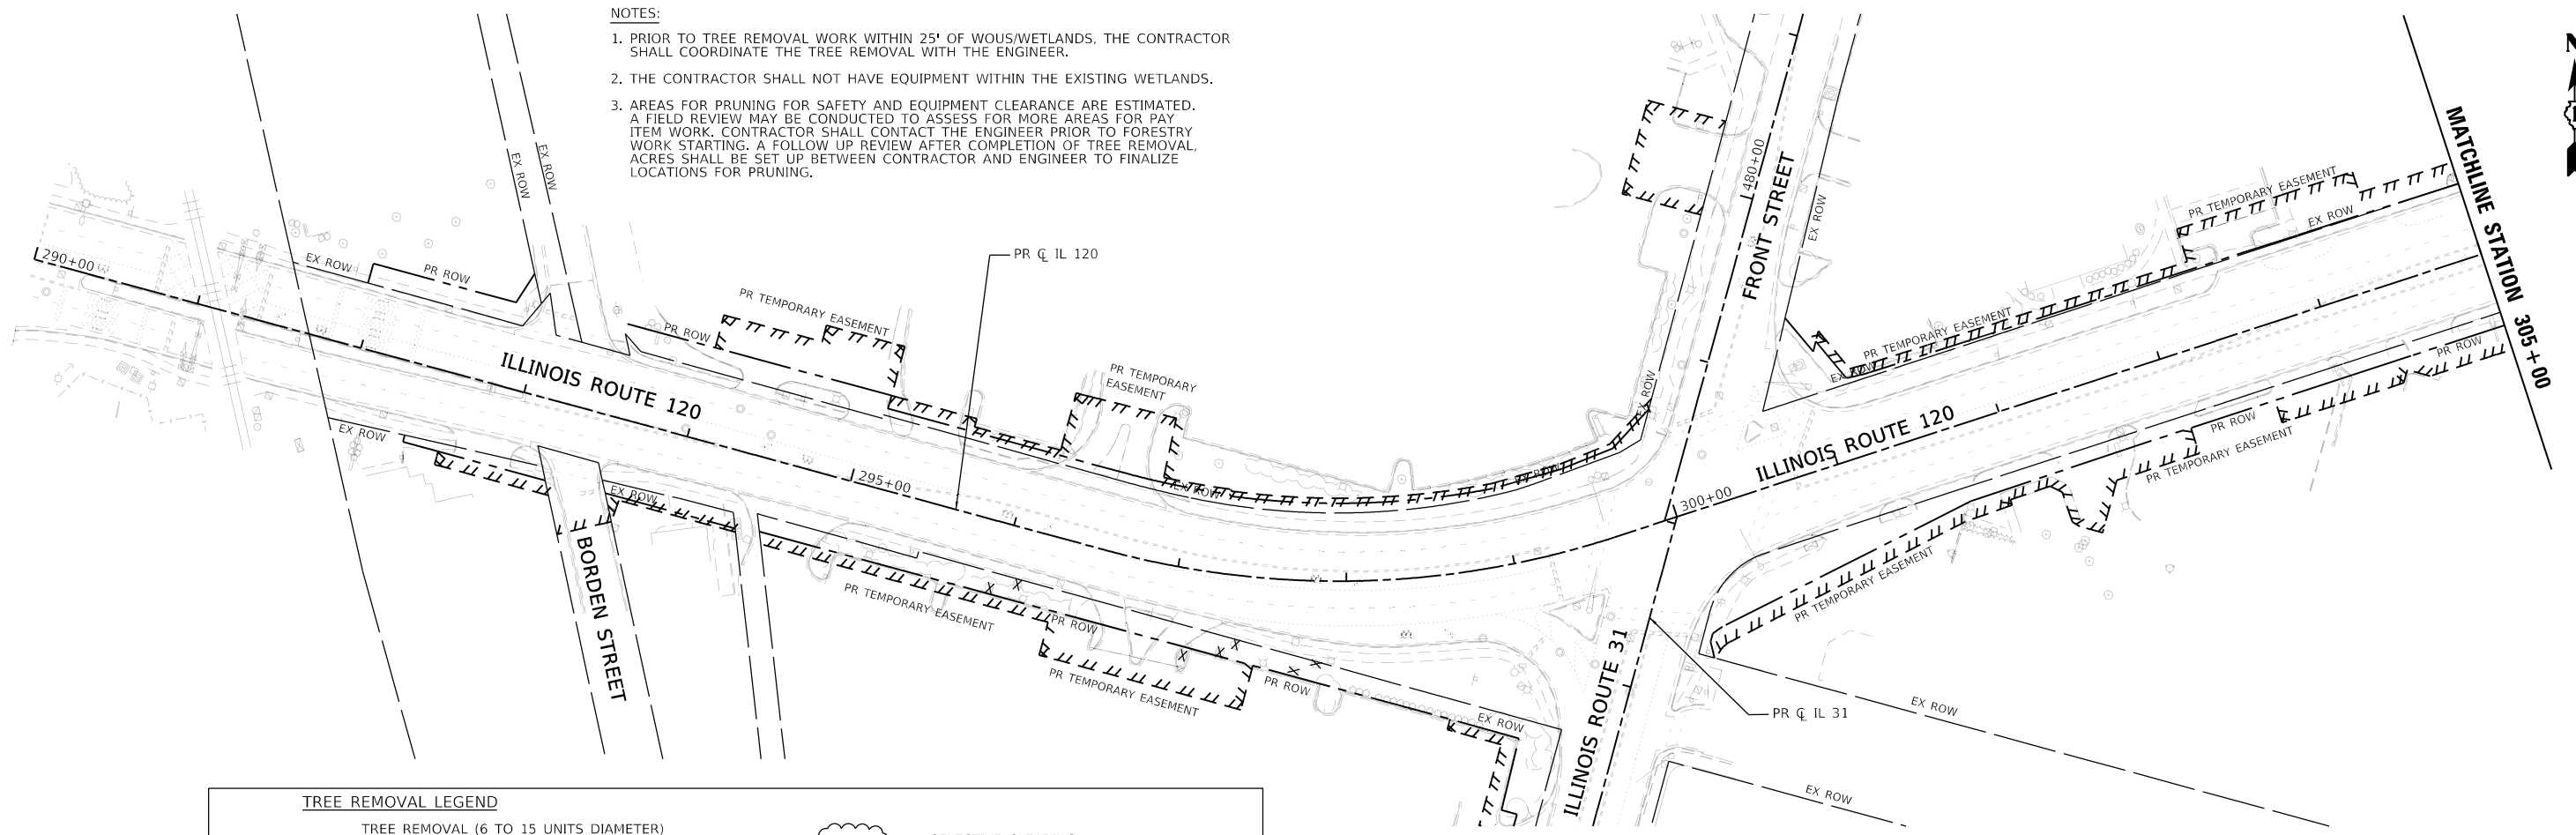 NOTES:
1. PRIOR TO TREE REMOVAL WORK WITHIN 25' OF WOUS/WETLANDS, THE CONTRACTOR
SHALL COORDINATE THE TREE REMOVAL WITH THE ENGINEER.
2. THE CONTRACTOR SHALL NOT HAVE EQUIPMENT WITHIN THE EXISTING WETLANDS.
3. AREAS FOR PRUNING FOR SAFETY AND EQUIPMENT CLEARANCE ARE ESTIMATED.
A FIELD REVIEW MAY BE CONDUCTED TO ASSESS FOR MORE AREAS FOR PAY
ITEM WORK. CONTRACTOR SHALL CONTACT THE ENGINEER PRIOR TO FORESTRY
WORK STARTING. A FOLLOW UP REVIEW AFTER COMPLETION OF TREE REMOVAL,
ACRES SHALL BE SET UP BETWEEN CONTRACTOR AND ENGINEER TO FINALIZE
LOCATIONS FOR PRUNING.
N
EX ROW
EX ROW
480+00
FRONT STREET
EX ROW
MATCHLINE STATION 305+00
PR TEMPORARY EASEMENT
EX ROW
290+00
EX ROW
PR ROW
PR ℄ IL 120
PR TEMPORARY EASEMENT
PR ROW
PR TEMPORARY EASEMENT
EX ROW
PR ROW
ILLINOIS ROUTE 120
PR TEMPORARY
EASEMENT
EX ROW
ILLINOIS ROUTE 120
EX ROW
PR ROW
PR TEMPORARY EASEMENT
EX ROW
295+00
EX ROW
300+00
BORDEN STREET
PR TEMPORARY EASEMENT
PR ROW
PR TEMPORARY EASEMENT
PR TEMPORARY EASEMENT
PR ROW
EX ROW
ILLINOIS ROUTE 31
PR ℄ IL 31
EX ROW
EX ROW
TREE REMOVAL LEGEND
TREE REMOVAL (6 TO 15 UNITS DIAMETER)